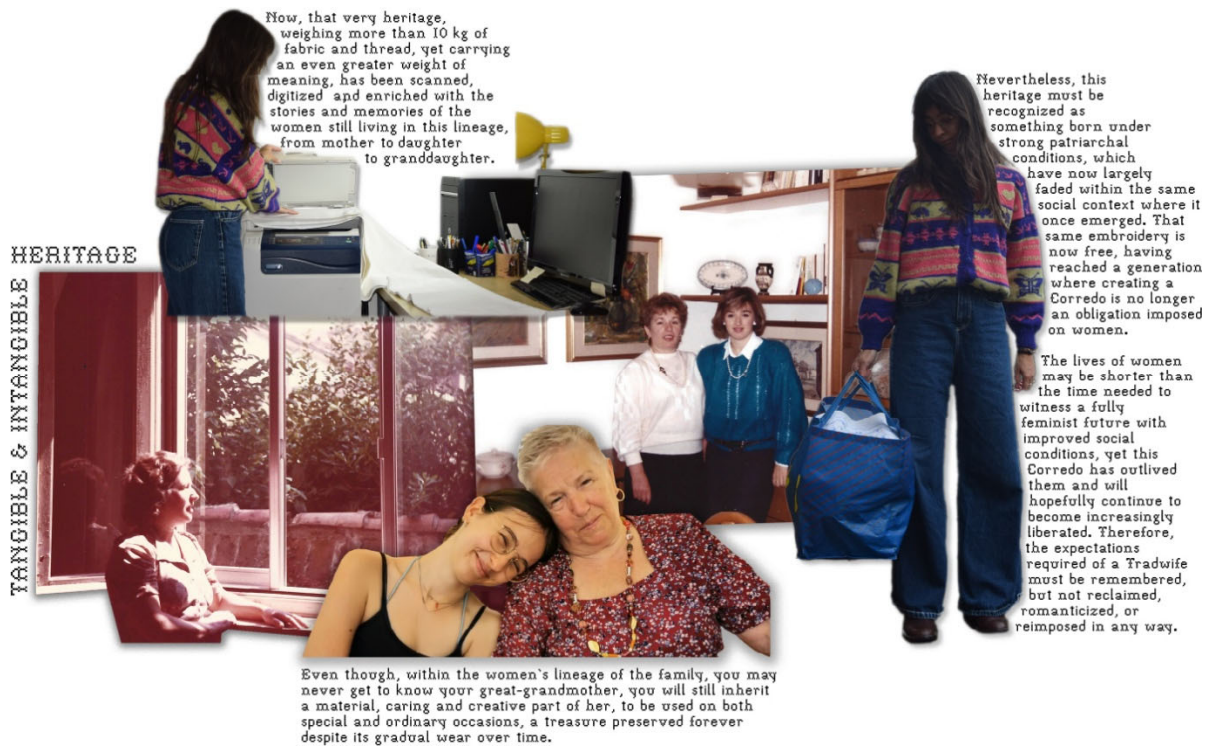 Now, that very heritage,
weighing more than 10 kg of
fabric and thread, yet carrying
an even greater weight of
meaning, has been scanned,
digitized and enriched with the
stories and memories of the
women still living in this lineage,
from mother to daughter
to granddaughter.
HERITAGE
TANGIBLE & INTANGIBLE
Nevertheless, this
heritage must be
recognized as
something born under
strong patriarchal
conditions, which
have now largely
faded within the same
social context where it
once emerged. That
same embroidery is
now free, having
reached a generation
where creating a
Corredo is no longer
an obligation imposed
on women.
The lives of women
may be shorter than
the time needed to
witness a fully
feminist future with
improved social
conditions, yet this
Corredo has outlived
them and will
hopefully continue to
become increasingly
liberated. Therefore,
the expectations
required of a Tradwife
must be remembered,
but not reclaimed,
romanticized, or
reimposed in any way.
Even though, within the women`s lineage of the family, you may
never get to know your great-grandmother, you will still inherit
a material, caring and creative part of her, to be used on both
special and ordinary occasions, a treasure preserved forever
despite its gradual wear over time.